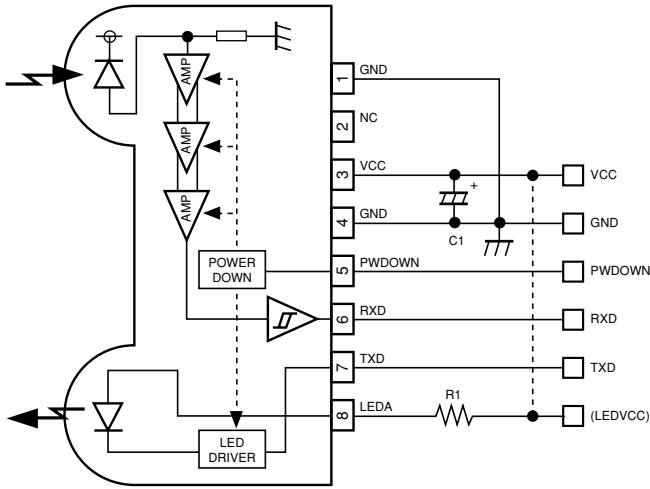 AMP
1
GND
AMP
2
NC
AMP
3
VCC
+
VCC
4
GND
C1
GND
POWER
DOWN
5
PWDOWN
PWDOWN
6
RXD
RXD
7
TXD
TXD
8
LEDA
R1
(LEDVCC)
LED
DRIVER